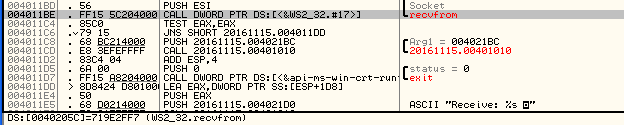 004011BD . 56 PUSH ESI Socket
004011BE . FF15 5C204000 CALL DWORD PTR DS:[<&WS2_32.#17>] recvfrom
004011C4 . 85C0 TEST EAX,EAX
004011C6 .v79 15 JNS SHORT 20161115.004011DD
004011C8 . 68 BC214000 PUSH 20161115.004021BC Arg1 = 004021BC
004011CD . E8 3EFEFFFF CALL 20161115.00401010 20161115.00401010
004011D2 . 83C4 04 ADD ESP,4
004011D5 . 6A 00 PUSH 0 status = 0
004011D7 . FF15 A8204000 CALL DWORD PTR DS:[<&api-ms-win-crt-run exit
004011DD > 8D8424 D80100 LEA EAX,DWORD PTR SS:[ESP+1D8]
004011E4 . 50 PUSH EAX
004011E5 . 68 D0214000 PUSH 20161115.004021D0 ASCII "Receive: %s ◙"
DS:[0040205C]=719E2FF7 (WS2_32.recvfrom)